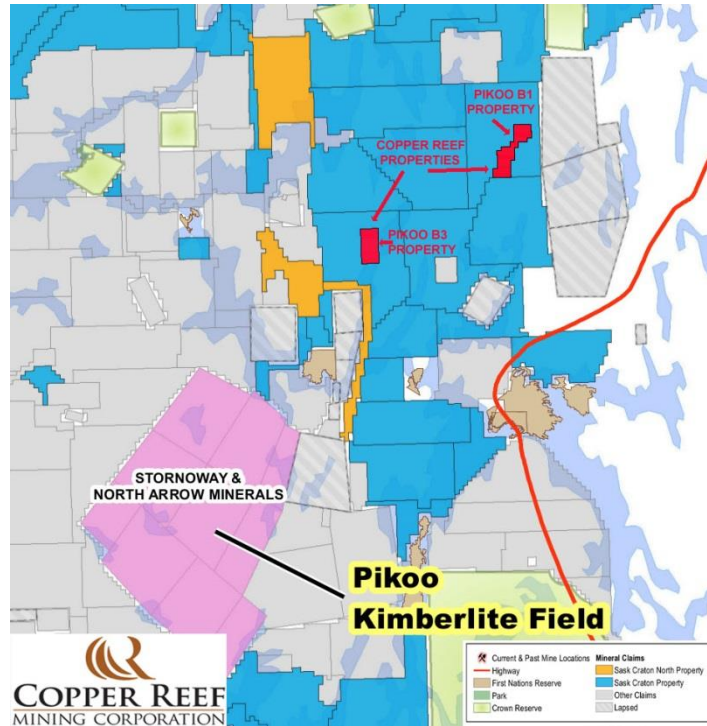 PIKOO B1
PROPERTY
COPPER REEF
PROPERTIES
PIKOO B3
PROPERTY
STORNOWAY &
NORTH ARROW MINERALS
Pikoo
Kimberlite Field
COPPER REEF
MINING CORPORATION
Current & Past Mine Locations
Highway
First Nations Reserve
Park
Crown Reserve
Mineral Claims
Sask Craton North Property
Sask Craton Property
Other Claims
Lapsed